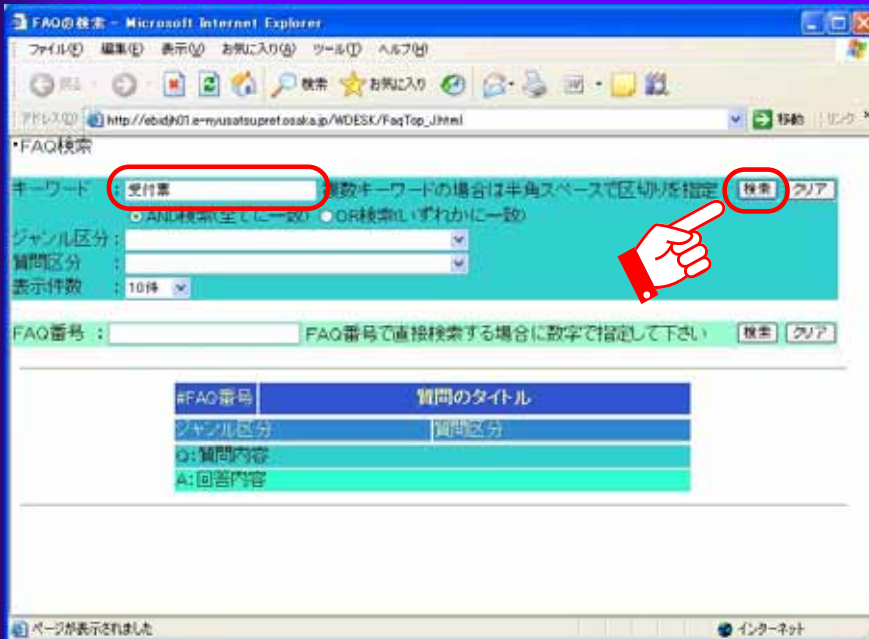 FAQの検索 - Microsoft Internet Explorer
ファイル(F) 編集(E) 表示(V) お気に入り(A) ツール(T) ヘルプ(H)
戻る 検索 お気に入り
アドレス(D) http://ebidjh01.e-nyusatsu.pref.osaka.jp/WDESK/FaqTop_J.html 移動 リンク
・FAQ検索
キーワード : 受付票 複数キーワードの場合は半角スペースで区切りを指定 検索 クリア
AND検索(全てに一致) OR検索(いずれかに一致)
ジャンル区分 :
質問区分 :
表示件数 : 10件
FAQ番号 : FAQ番号で直接検索する場合に数字で指定して下さい 検索 クリア
#FAQ番号 質問のタイトル
ジャンル区分 質問区分
Q:質問内容
A:回答内容
ページが表示されました インターネット